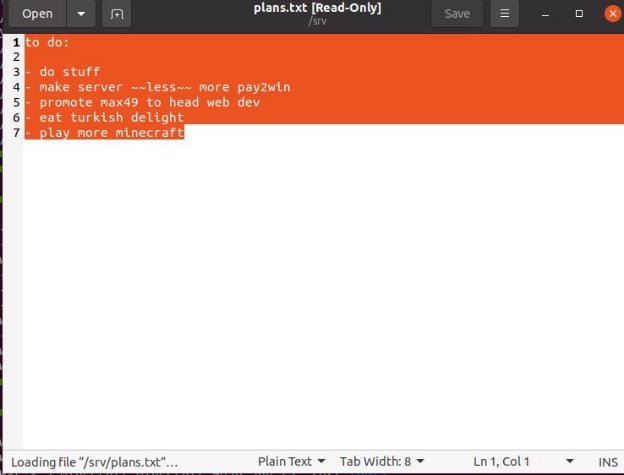 Open
plans.txt [Read-Only]
/srv
Save
1 to do:
2
3 - do stuff
4 - make server ~~less~~ more pay2win
5 - promote max49 to head web dev
6 - eat turkish delight
7 - play more minecraft
Loading file "/srv/plans.txt"… Plain Text Tab Width: 8 Ln 1, Col 1 INS